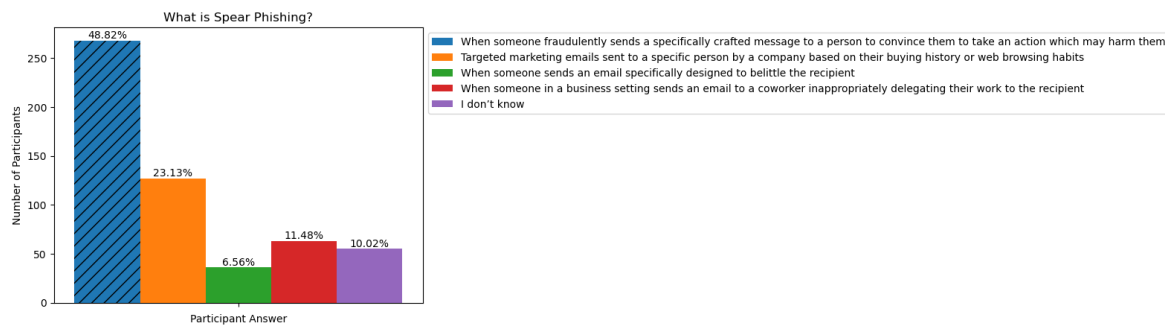 What is Spear Phishing?
48.82%
23.13%
6.56%
11.48%
10.02%
250
200
150
100
50
0
Number of Participants
Participant Answer
When someone fraudulently sends a specifically crafted message to a person to convince them to take an action which may harm them
Targeted marketing emails sent to a specific person by a company based on their buying history or web browsing habits
When someone sends an email specifically designed to belittle the recipient
When someone in a business setting sends an email to a coworker inappropriately delegating their work to the recipient
I don’t know